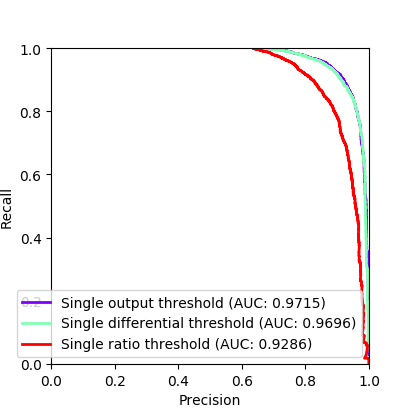 1.0
0.8
0.6
0.4
0.2
0.0
Recall
Single output threshold (AUC: 0.9715)
Single differential threshold (AUC: 0.9696)
Single ratio threshold (AUC: 0.9286)
0.0 0.2 0.4 0.6 0.8 1.0
Precision